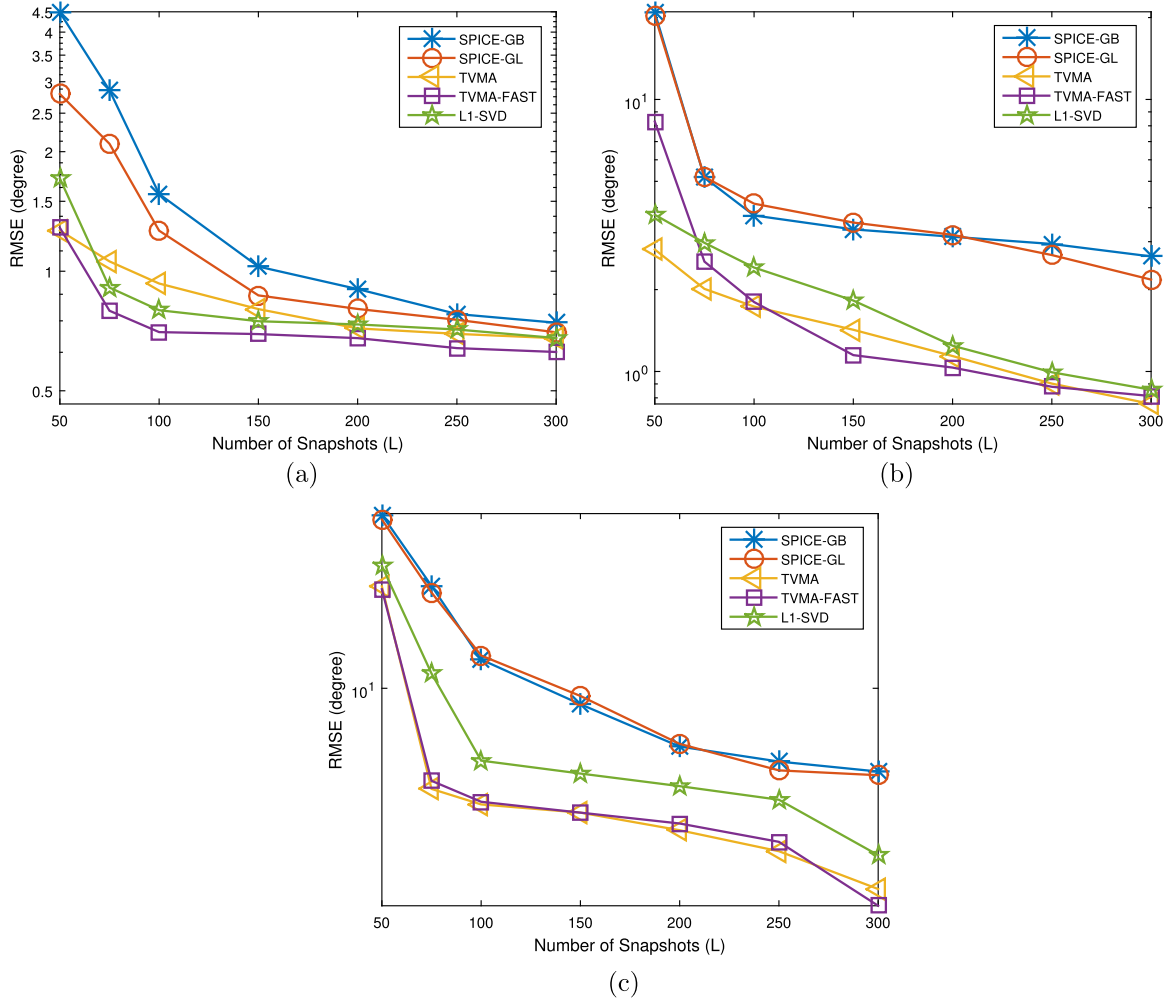 4.5
4
3.5
3
2.5
2
1.5
1
0.5
RMSE (degree)
50 100 150 200 250 300
Number of Snapshots (L)
SPICE-GB
SPICE-GL
TVMA
TVMA-FAST
L1-SVD
(a)
10^1
10^0
RMSE (degree)
50 100 150 200 250 300
Number of Snapshots (L)
SPICE-GB
SPICE-GL
TVMA
TVMA-FAST
L1-SVD
(b)
10^1
RMSE (degree)
50 100 150 200 250 300
Number of Snapshots (L)
SPICE-GB
SPICE-GL
TVMA
TVMA-FAST
L1-SVD
(c)